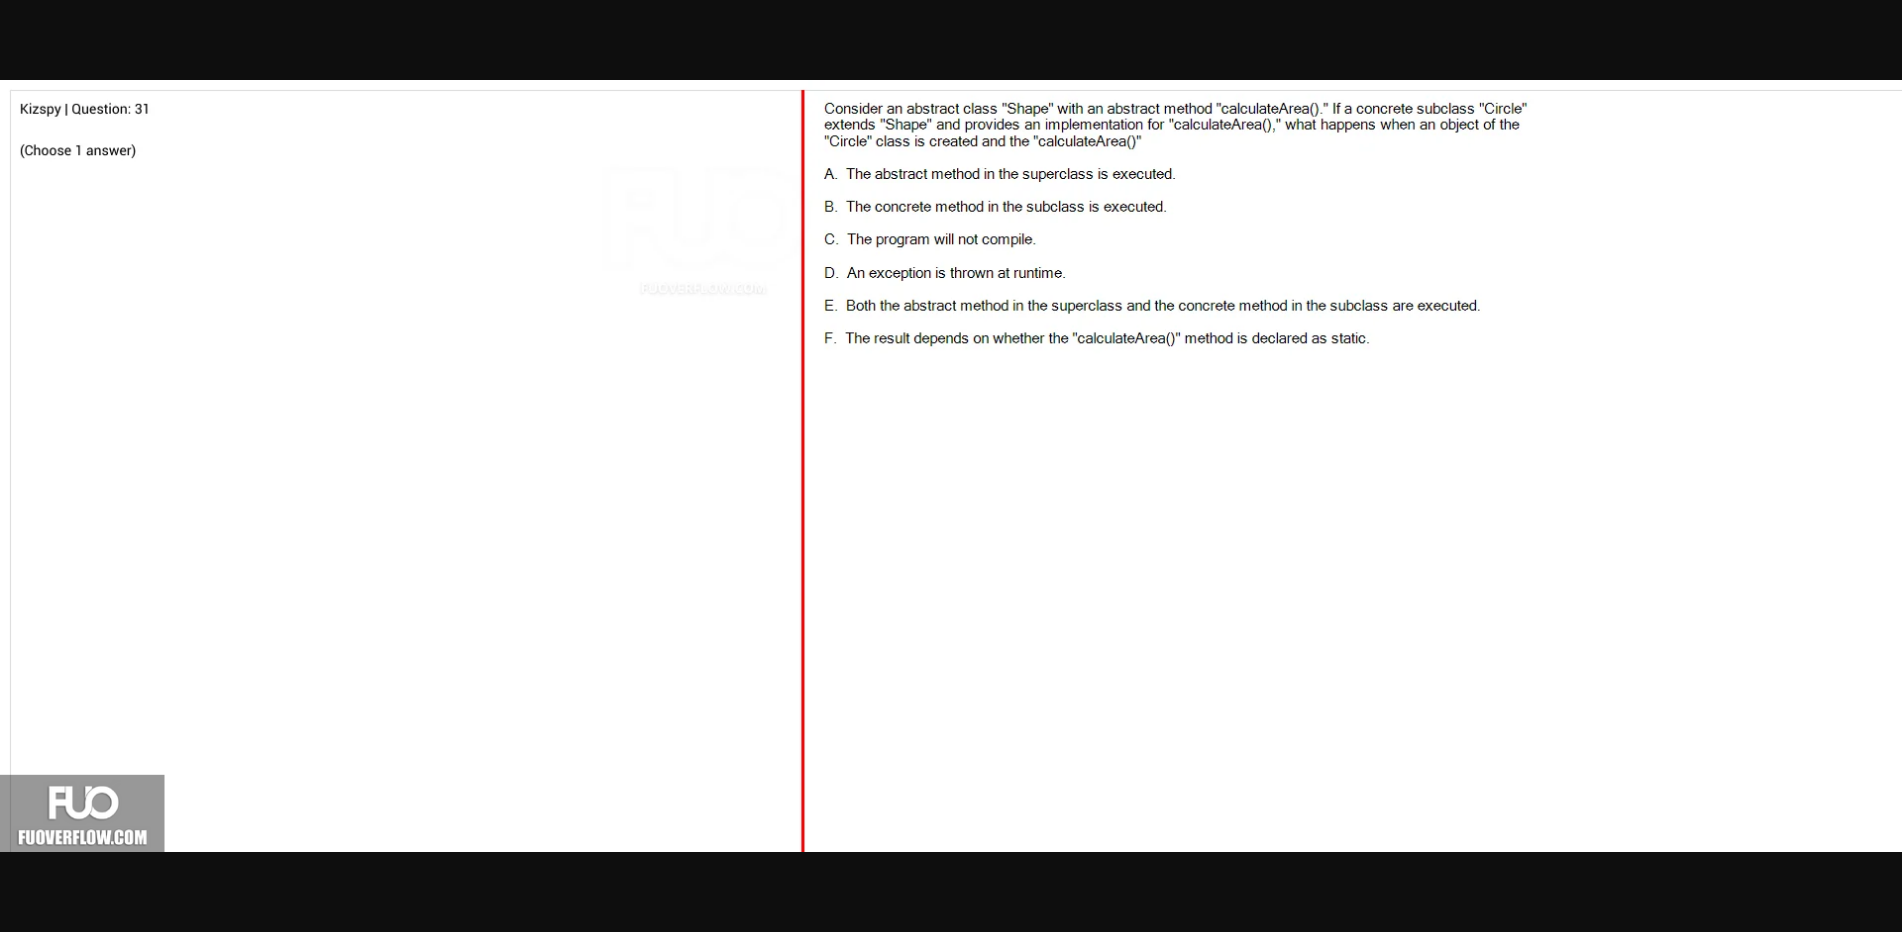 Kizspy | Question: 31
(Choose 1 answer)
Consider an abstract class "Shape" with an abstract method "calculateArea()." If a concrete subclass "Circle"
extends "Shape" and provides an implementation for "calculateArea()," what happens when an object of the
"Circle" class is created and the "calculateArea()"
A. The abstract method in the superclass is executed.
B. The concrete method in the subclass is executed.
C. The program will not compile.
D. An exception is thrown at runtime.
E. Both the abstract method in the superclass and the concrete method in the subclass are executed.
F. The result depends on whether the "calculateArea()" method is declared as static.
FUO
FUOVERFLOW.COM
FUO
FUOVERFLOW.COM